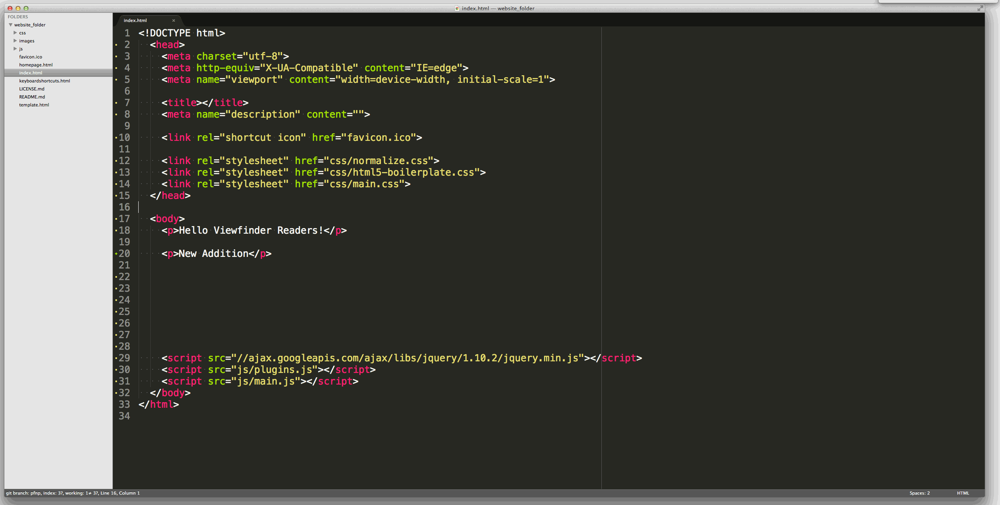 index.html — website_folder
FOLDERS
website_folder
css
images
js
favicon.ico
homepage.html
index.html
keyboardshortcuts.html
LICENSE.md
README.md
template.html
index.html ×
1 <!DOCTYPE html>
2 <head>
3 <meta charset="utf-8">
4 <meta http-equiv="X-UA-Compatible" content="IE=edge">
5 <meta name="viewport" content="width=device-width, initial-scale=1">
6
7 <title></title>
8 <meta name="description" content="">
9
10 <link rel="shortcut icon" href="favicon.ico">
11
12 <link rel="stylesheet" href="css/normalize.css">
13 <link rel="stylesheet" href="css/html5-boilerplate.css">
14 <link rel="stylesheet" href="css/main.css">
15 </head>
16
17 <body>
18 <p>Hello Viewfinder Readers!</p>
19
20 <p>New Addition</p>
21
22
23
24
25
26
27
28
29 <script src="//ajax.googleapis.com/ajax/libs/jquery/1.10.2/jquery.min.js"></script>
30 <script src="js/plugins.js"></script>
31 <script src="js/main.js"></script>
32 </body>
33 </html>
34
git branch: pfnp, index: 3?, working: 1≠ 3?, Line 16, Column 1
Spaces: 2
HTML